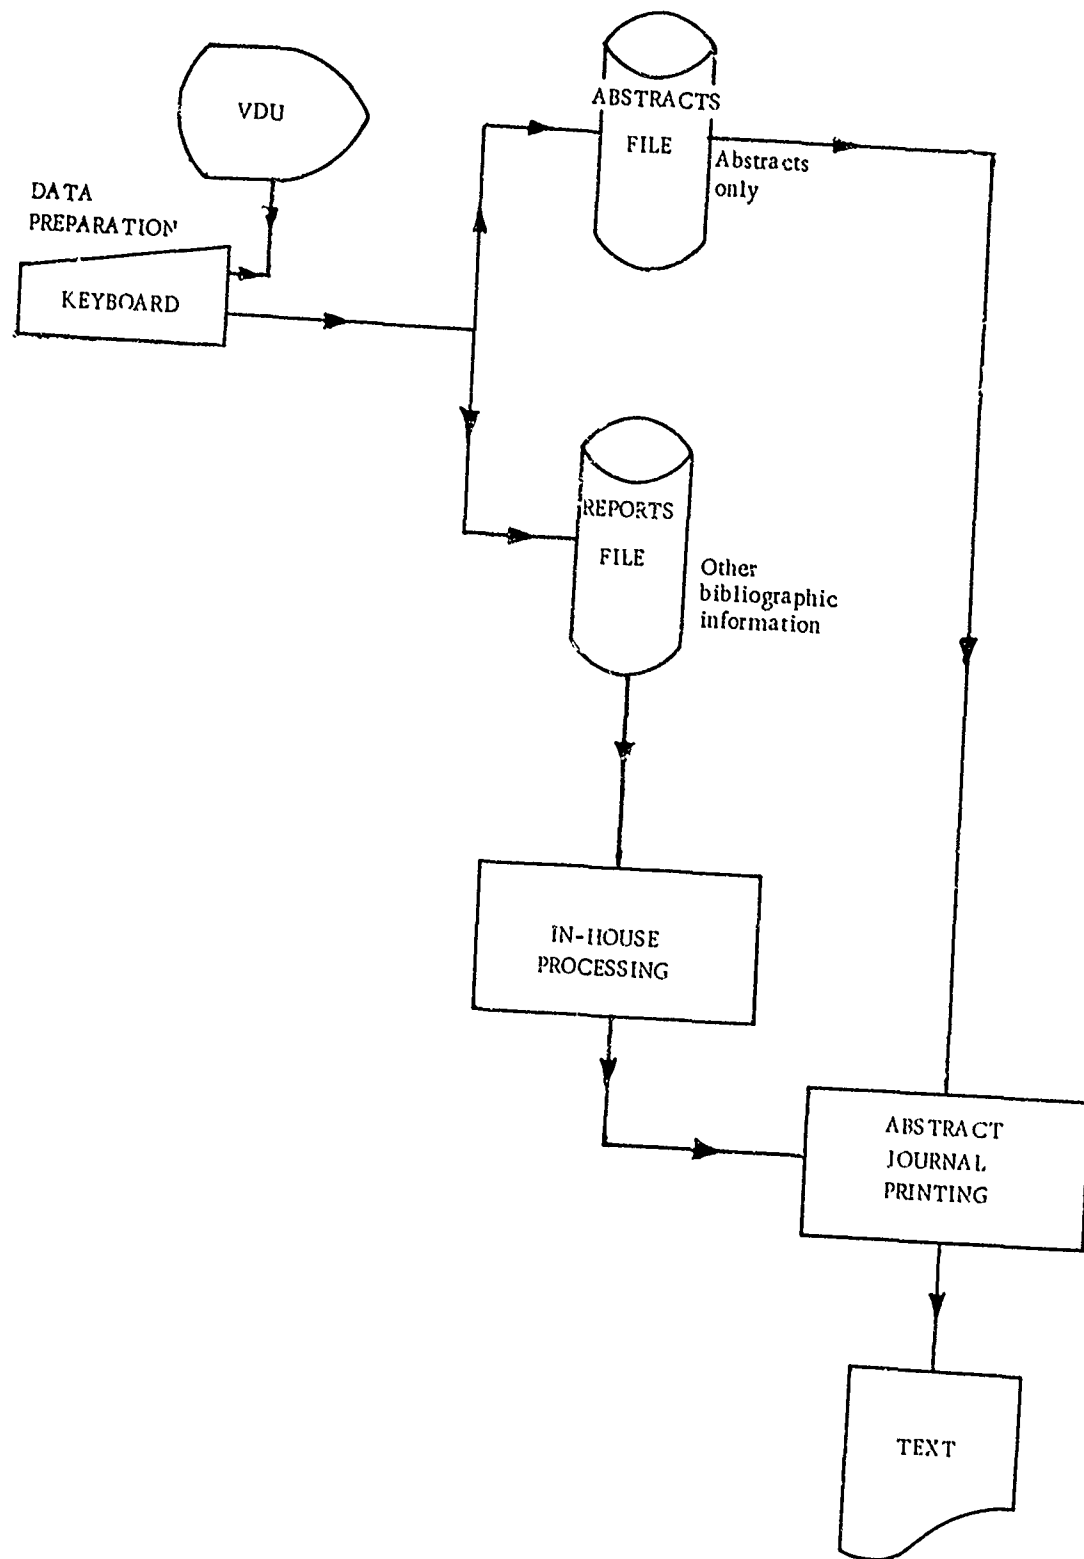 VDU
DATA
PREPARATION
KEYBOARD
ABSTRACTS
FILE
Abstracts
only
REPORTS
FILE
Other
bibliographic
information
IN-HOUSE
PROCESSING
ABSTRACT
JOURNAL
PRINTING
TEXT